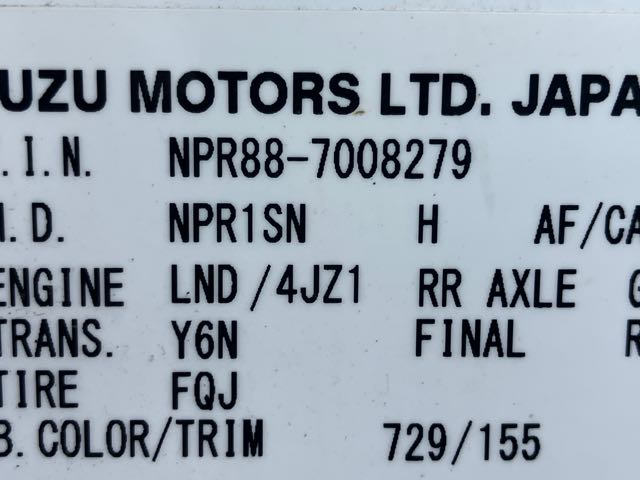 UZU MOTORS LTD. JAPA
.I.N. NPR88-7008279
.D. NPR1SN H AF/CA
ENGINE LND/4JZ1 RR AXLE
TRANS. Y6N FINAL R
TIRE FQJ
B.COLOR/TRIM 729/155